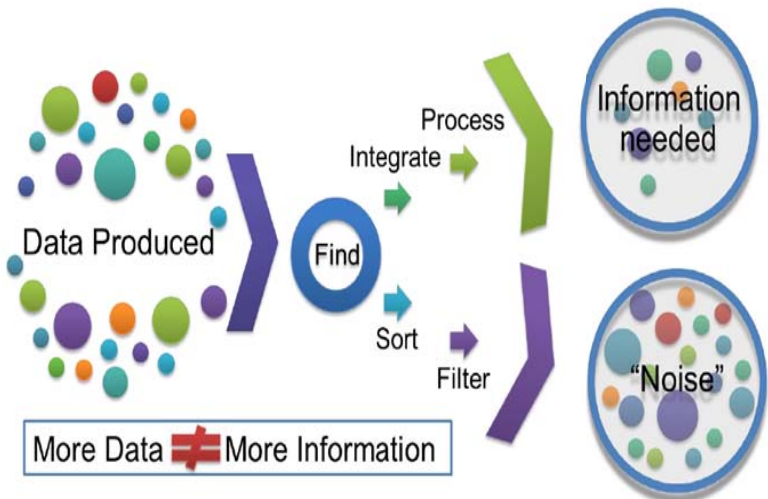 Data Produced
Find
Integrate
Process
Sort
Filter
Information
needed
“Noise”
More Data ≠ More Information